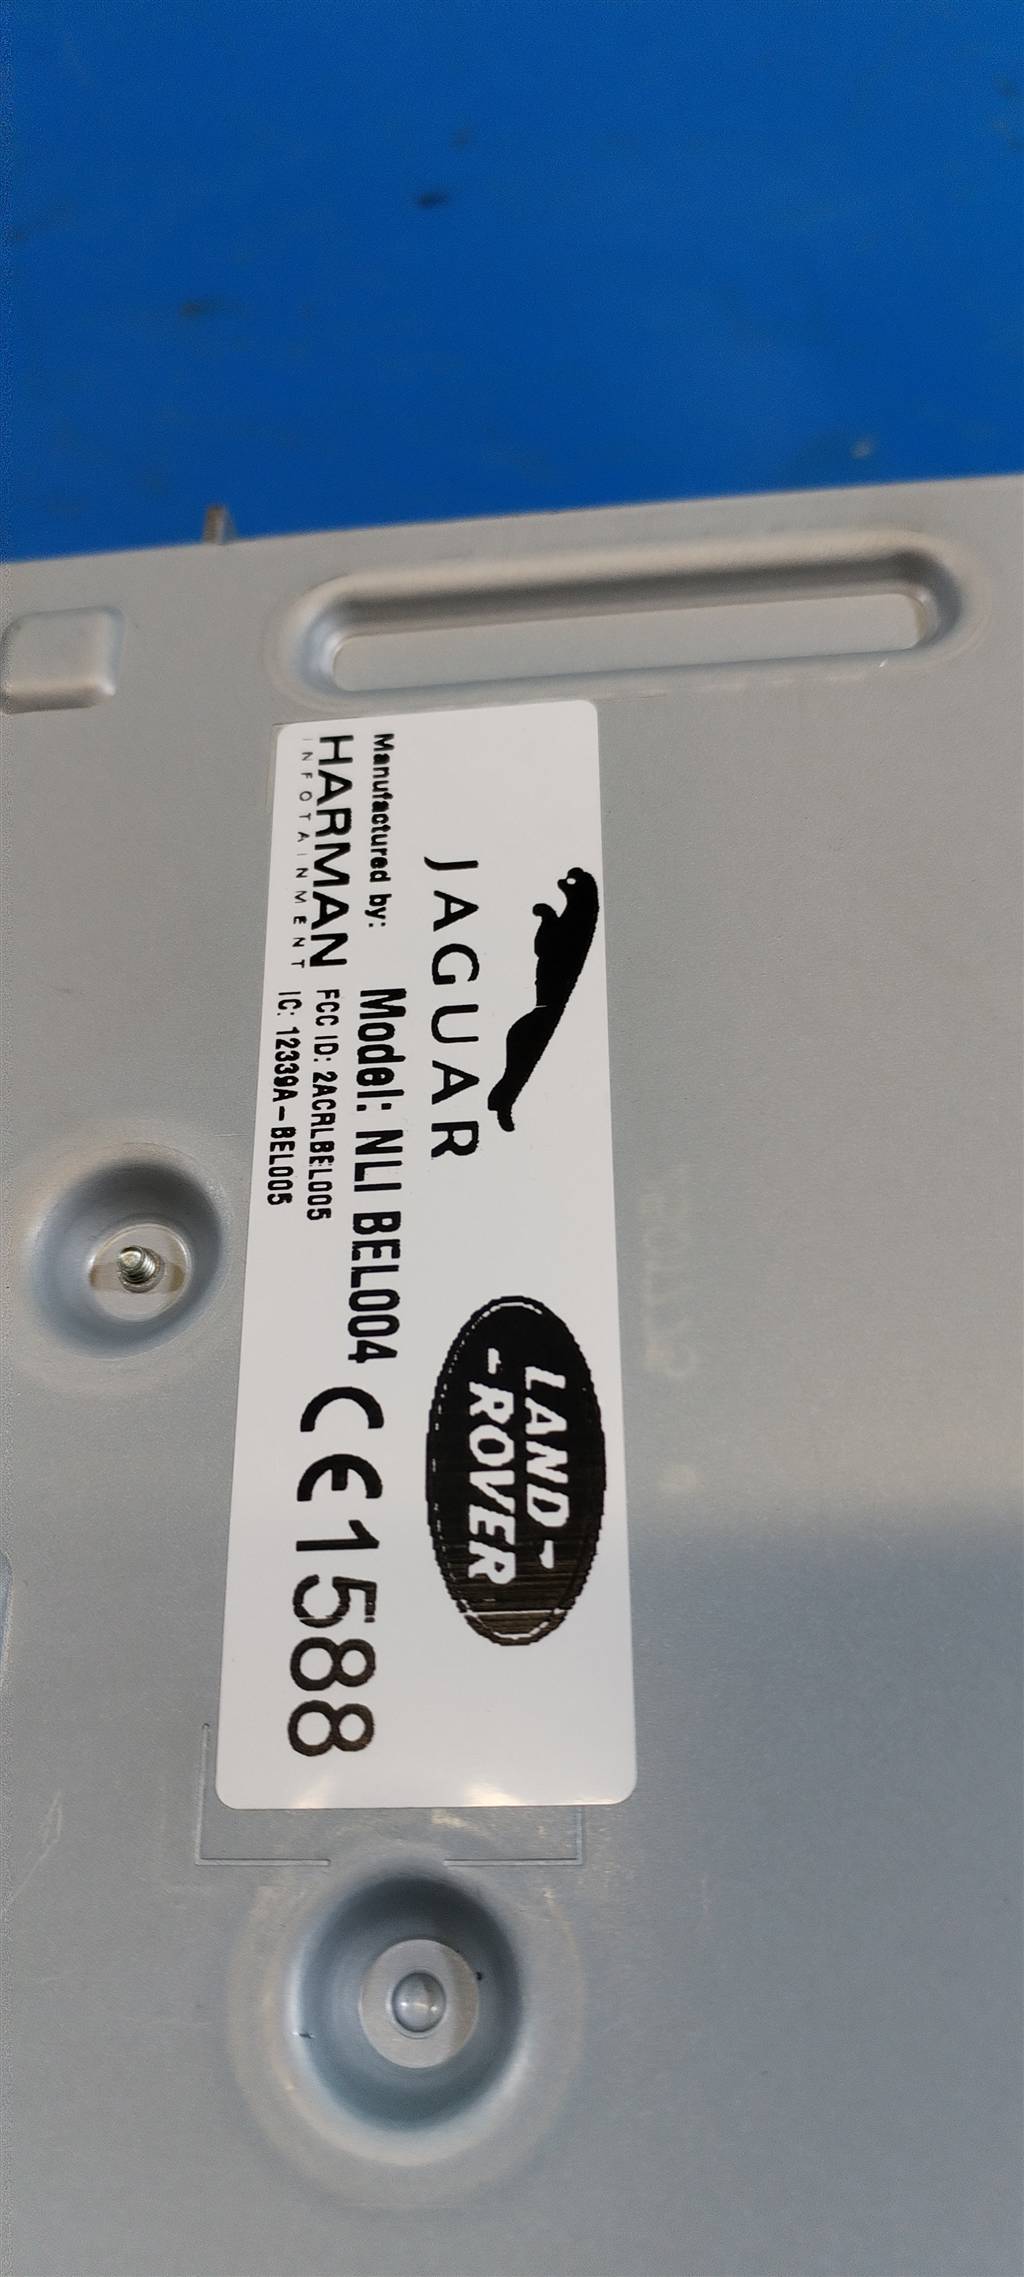 JAGUAR
LAND
-ROVER-
Manufactured by:
HARMAN
INFOTAINMENT
Model: NLI BEL004
FCC ID: 2ACRLBEL005
IC: 12339A-BEL005
CE 1588